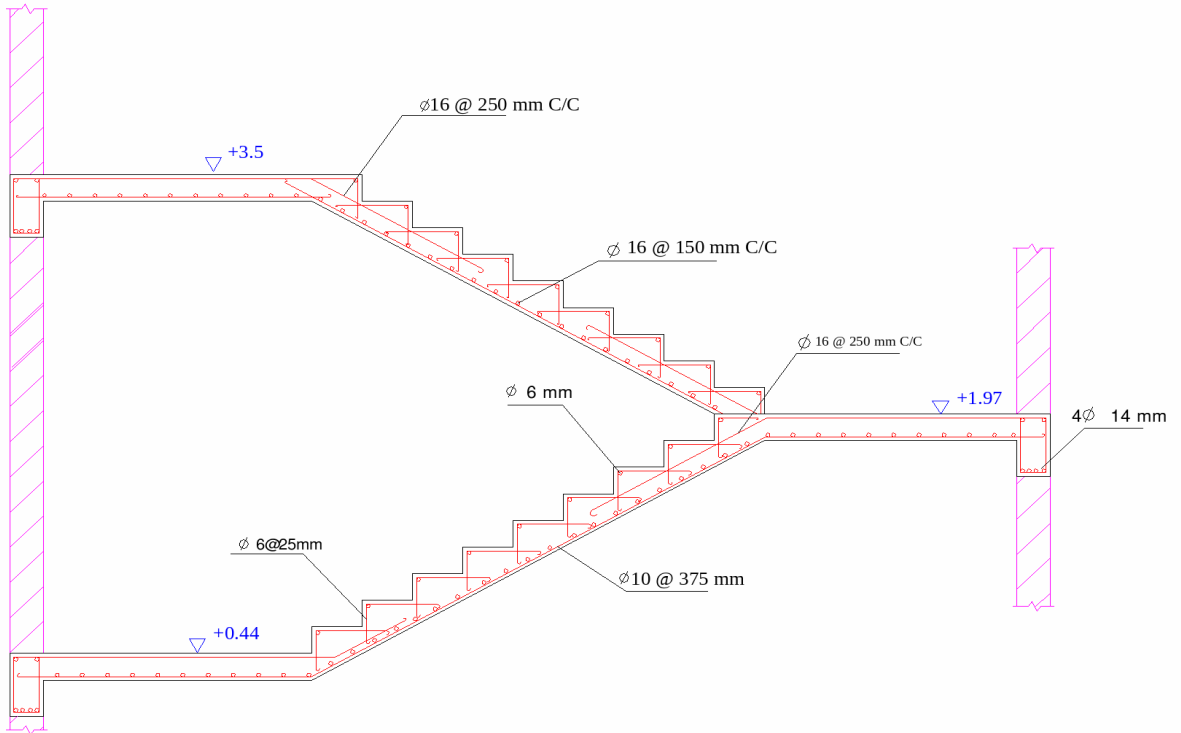 ⌀16 @ 250 mm C/C
+3.5
⌀ 16 @ 150 mm C/C
⌀ 16 @ 250 mm C/C
⌀ 6 mm
+1.97
4⌀ 14 mm
⌀ 6@25mm
⌀10 @ 375 mm
+0.44